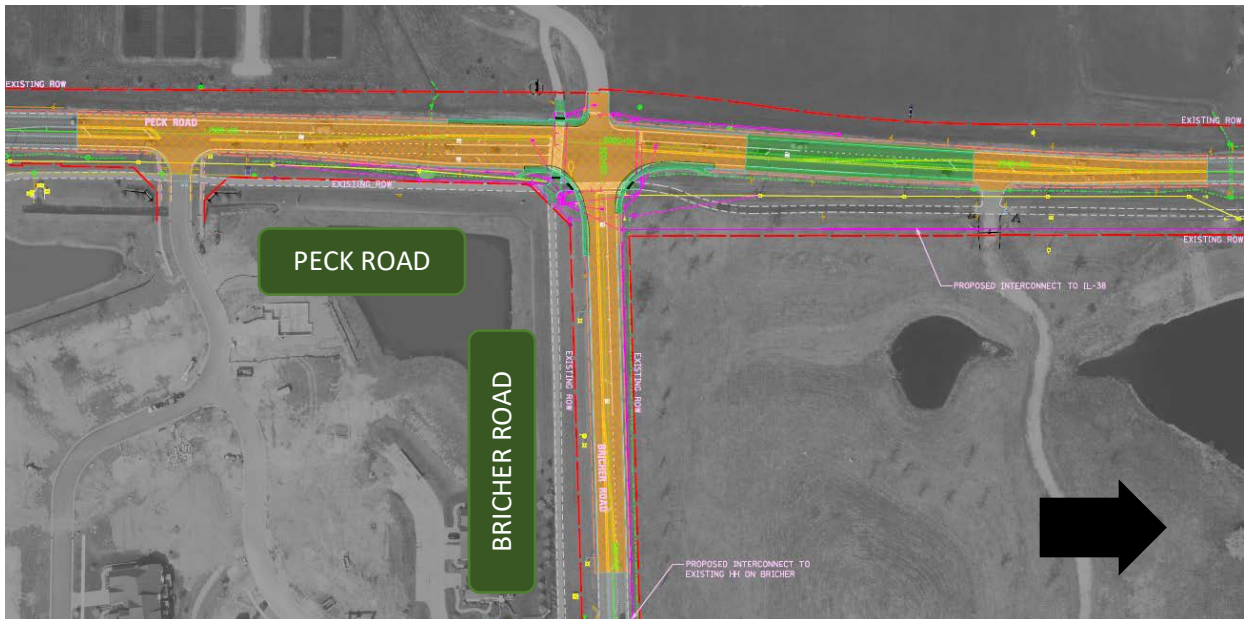 EXISTING ROW
PECK ROAD
EXISTING ROW
EXISTING ROW
PECK ROAD
EXISTING ROW
PROPOSED INTERCONNECT TO IL-38
BRICHER ROAD
EXISTING ROW
EXISTING ROW
BRICHER ROAD
PROPOSED INTERCONNECT TO
EXISTING HH ON BRICHER